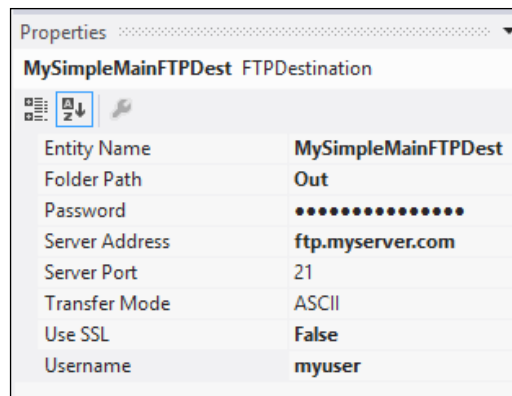 Properties
MySimpleMainFTPDest FTPDestination
Entity Name MySimpleMainFTPDest
Folder Path Out
Password ●●●●●●●●●●●●●●●
Server Address ftp.myserver.com
Server Port 21
Transfer Mode ASCII
Use SSL False
Username myuser